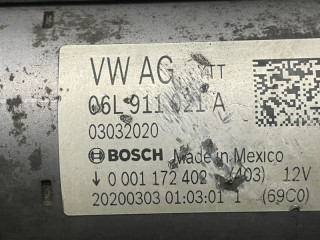 VW AG
06L 911 021 A
03032020
BOSCH Made in Mexico
↓ 0 001 172 402 (403) 12V
20200303 01:03:01 1 (69C0)